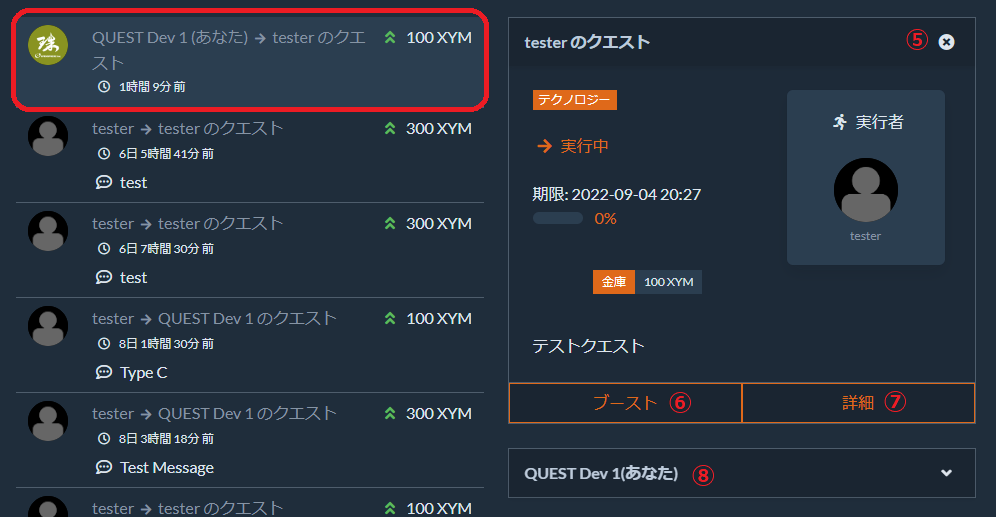 QUEST Dev 1 (あなた) → tester のクエ
スト
100 XYM
1時間 9分 前
tester → tester のクエスト
300 XYM
6日 5時間 41分 前
test
tester → tester のクエスト
300 XYM
6日 7時間 30分 前
test
tester → QUEST Dev 1 のクエスト
100 XYM
8日 1時間 30分 前
Type C
tester → QUEST Dev 1 のクエスト
300 XYM
8日 3時間 18分 前
Test Message
tester → tester のクエスト
100 XYM
tester のクエスト
⑤
テクノロジー
→ 実行中
期限: 2022-09-04 20:27
0%
金庫 100 XYM
実行者
tester
テストクエスト
ブースト ⑥
詳細 ⑦
QUEST Dev 1(あなた) ⑧